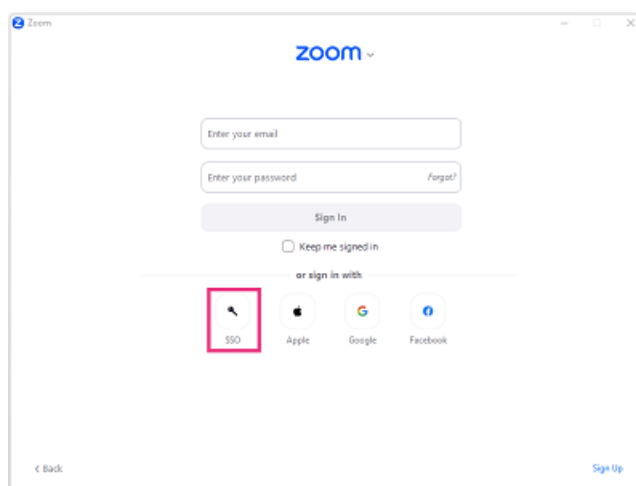 Zoom
zoom
Enter your email
Enter your password Forgot?
Sign In
Keep me signed in
or sign in with
SSO Apple Google Facebook
Back Sign Up